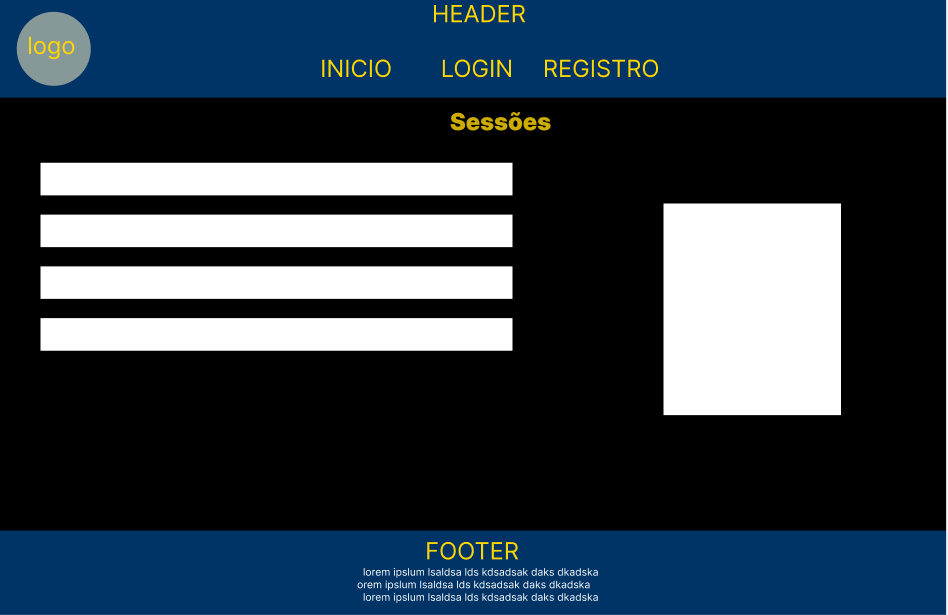 HEADER
logo
INICIO LOGIN REGISTRO
Sessões
FOOTER
lorem ipslum lsaldsa lds kdsadsak daks dkadska
orem ipslum lsaldsa lds kdsadsak daks dkadska
lorem ipslum lsaldsa lds kdsadsak daks dkadska